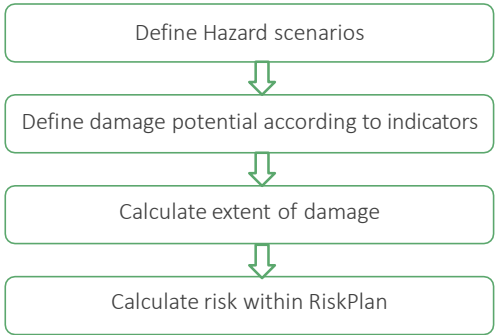 Define Hazard scenarios
Define damage potential according to indicators
Calculate extent of damage
Calculate risk within RiskPlan